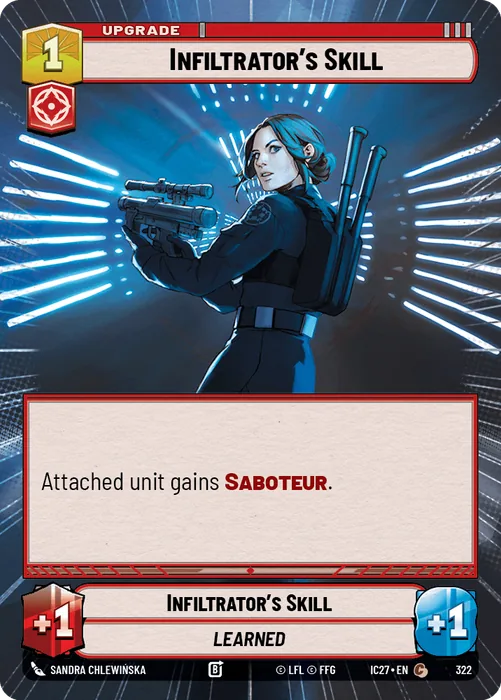 UPGRADE
1
INFILTRATOR'S SKILL
Attached unit gains SABOTEUR.
+1
INFILTRATOR'S SKILL
+1
LEARNED
SANDRA CHLEWIŃSKA
B
© LFL © FFG
IC27•EN
C
322